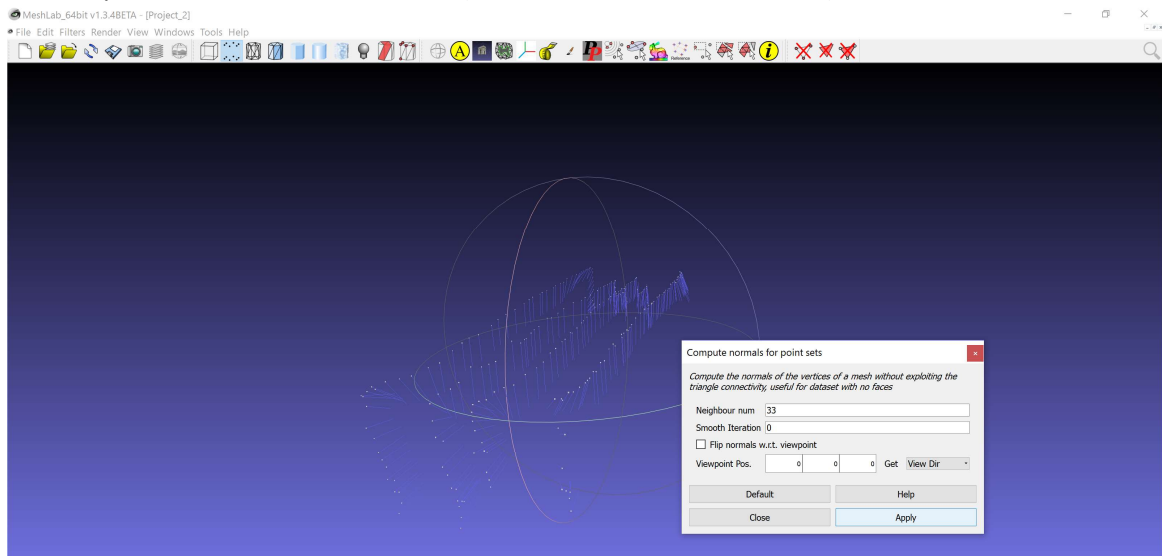 MeshLab_64bit v1.3.4BETA - [Project_2]
File Edit Filters Render View Windows Tools Help
A
Pp
Reference
i
Compute normals for point sets
Compute the normals of the vertices of a mesh without exploiting the
triangle connectivity, useful for dataset with no faces
Neighbour num 33
Smooth Iteration 0
Flip normals w.r.t. viewpoint
Viewpoint Pos. 0 0 0 Get View Dir
Default Help
Close Apply